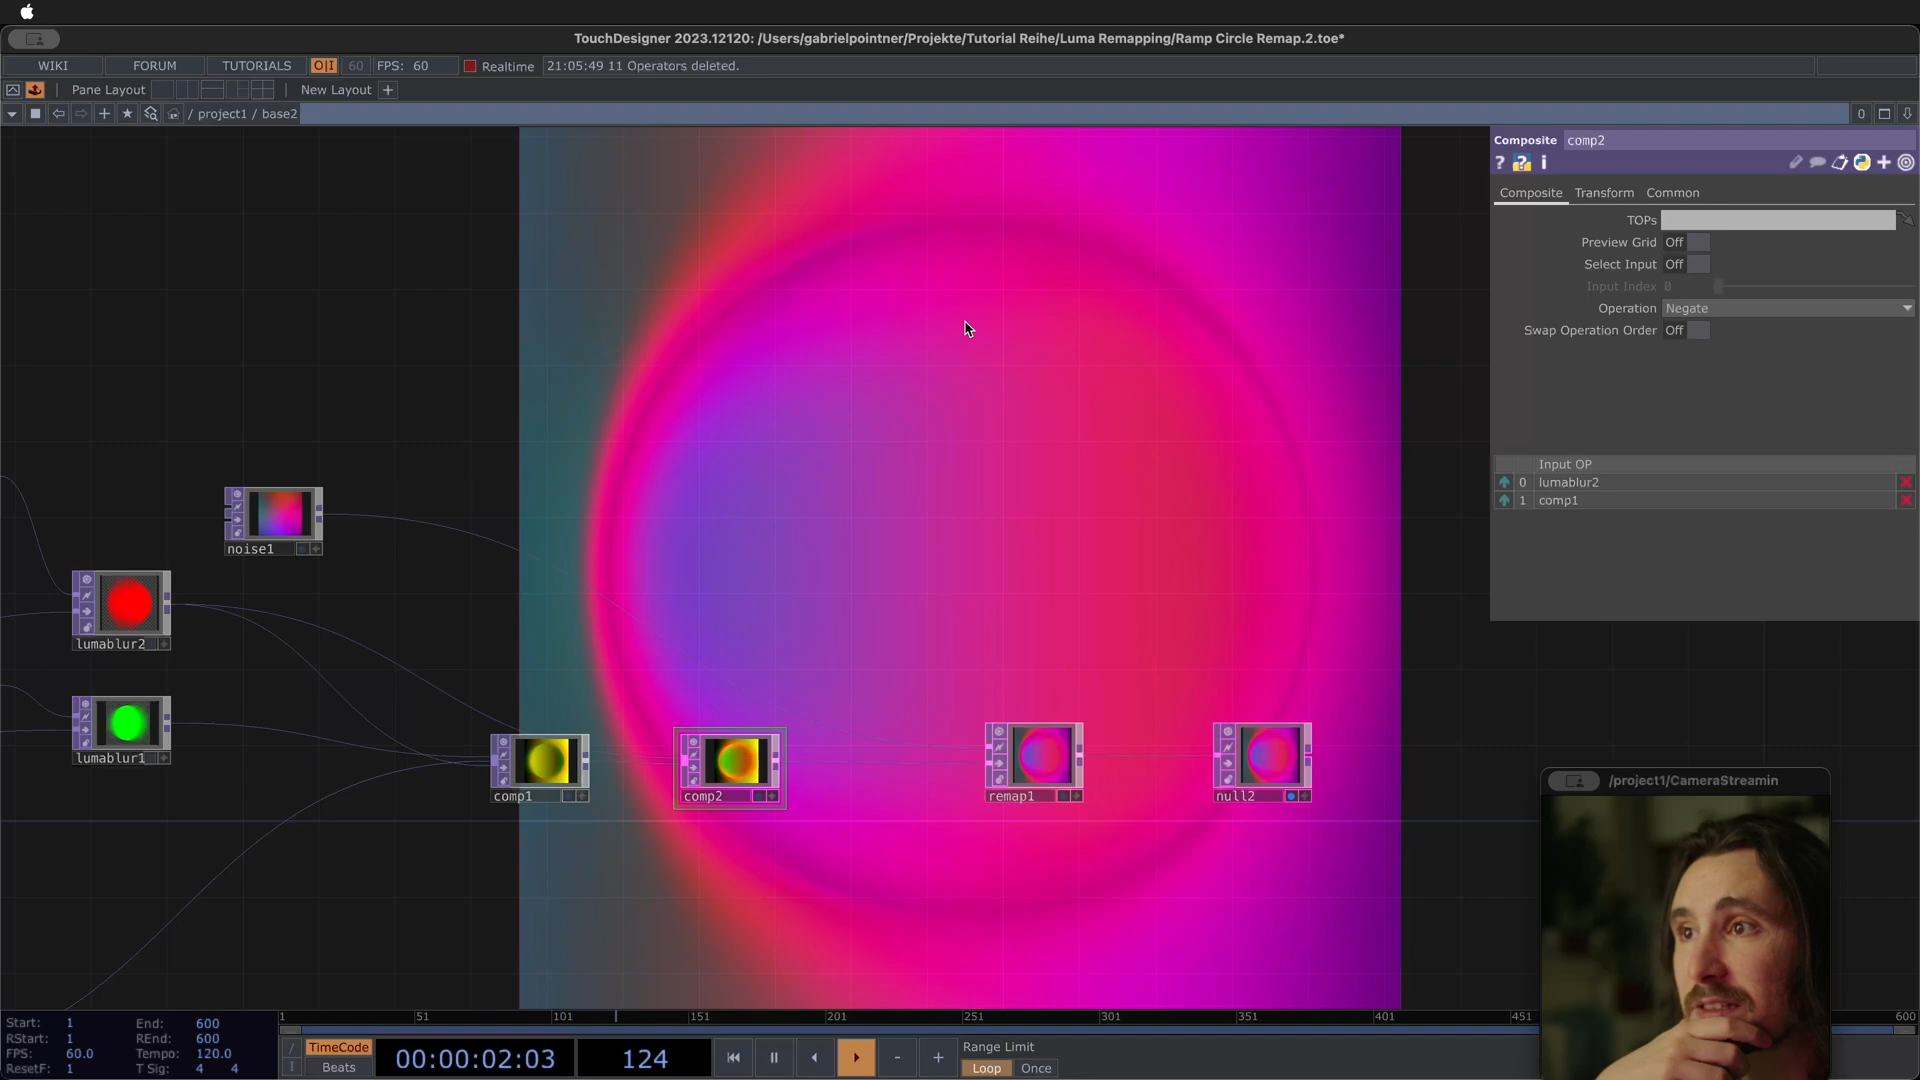 TouchDesigner 2023.12120: /Users/gabrielpointner/Projekte/Tutorial Reihe/Luma Remapping/Ramp Circle Remap.2.toe*
WIKI FORUM TUTORIALS O|I 60 FPS: 60 Realtime 21:05:49 11 Operators deleted.
Pane Layout New Layout +
/ project1 / base2 0
Composite comp2
? ? i
Composite Transform Common
TOPs
Preview Grid Off
Select Input Off
Input Index 0
Operation Negate
Swap Operation Order Off
Input OP
0 lumablur2
1 comp1
noise1
lumablur2
lumablur1
comp1
comp2
remap1
null2
/project1/CameraStreamin
1 51 101 151 201 251 301 351 401 451 600
Start: 1 End: 600
RStart: 1 REnd: 600
FPS: 60.0 Tempo: 120.0
ResetF: 1 T Sig: 4 4
TimeCode
Beats
00:00:02:03
124
- +
Range Limit
Loop Once